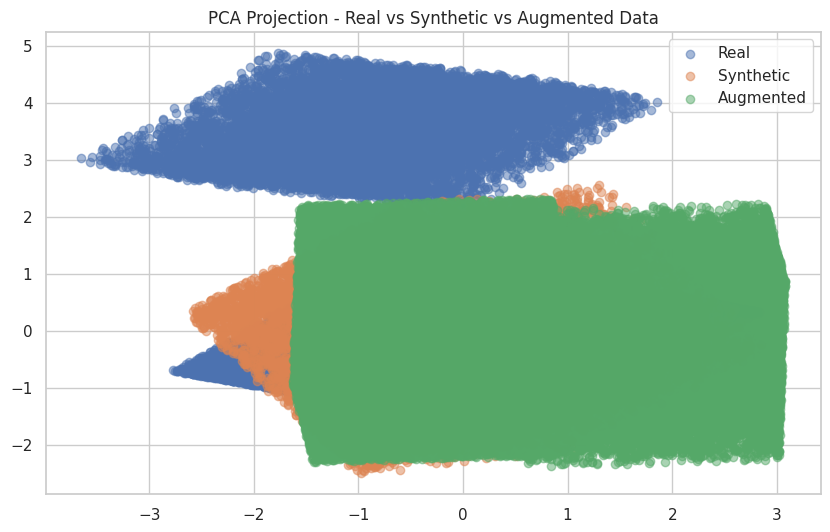 PCA Projection - Real vs Synthetic vs Augmented Data
Real
Synthetic
Augmented
5
4
3
2
1
0
−1
−2
−3 −2 −1 0 1 2 3